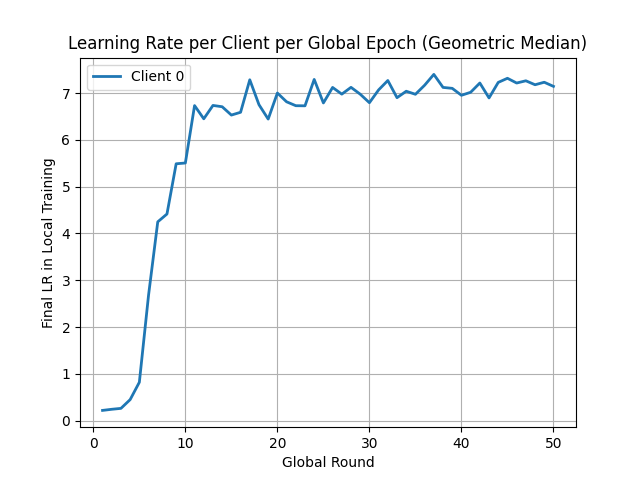 Learning Rate per Client per Global Epoch (Geometric Median)
Client 0
Final LR in Local Training
7
6
5
4
3
2
1
0
0 10 20 30 40 50
Global Round